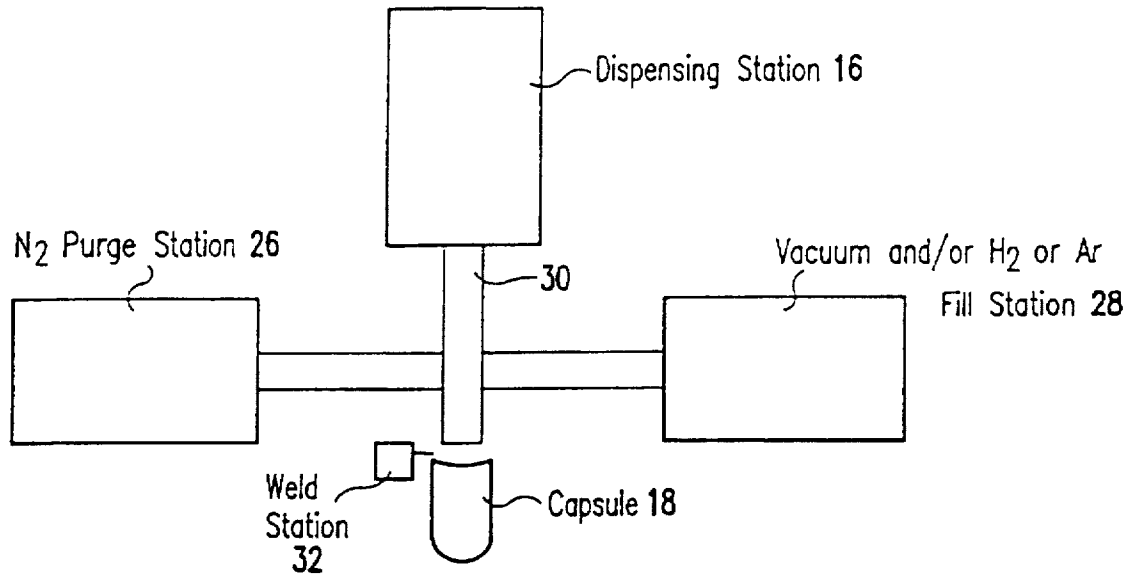 Dispensing Station 16
N2 Purge Station 26
30
Vacuum and/or H2 or Ar
Fill Station 28
Weld
Station
32
Capsule 18